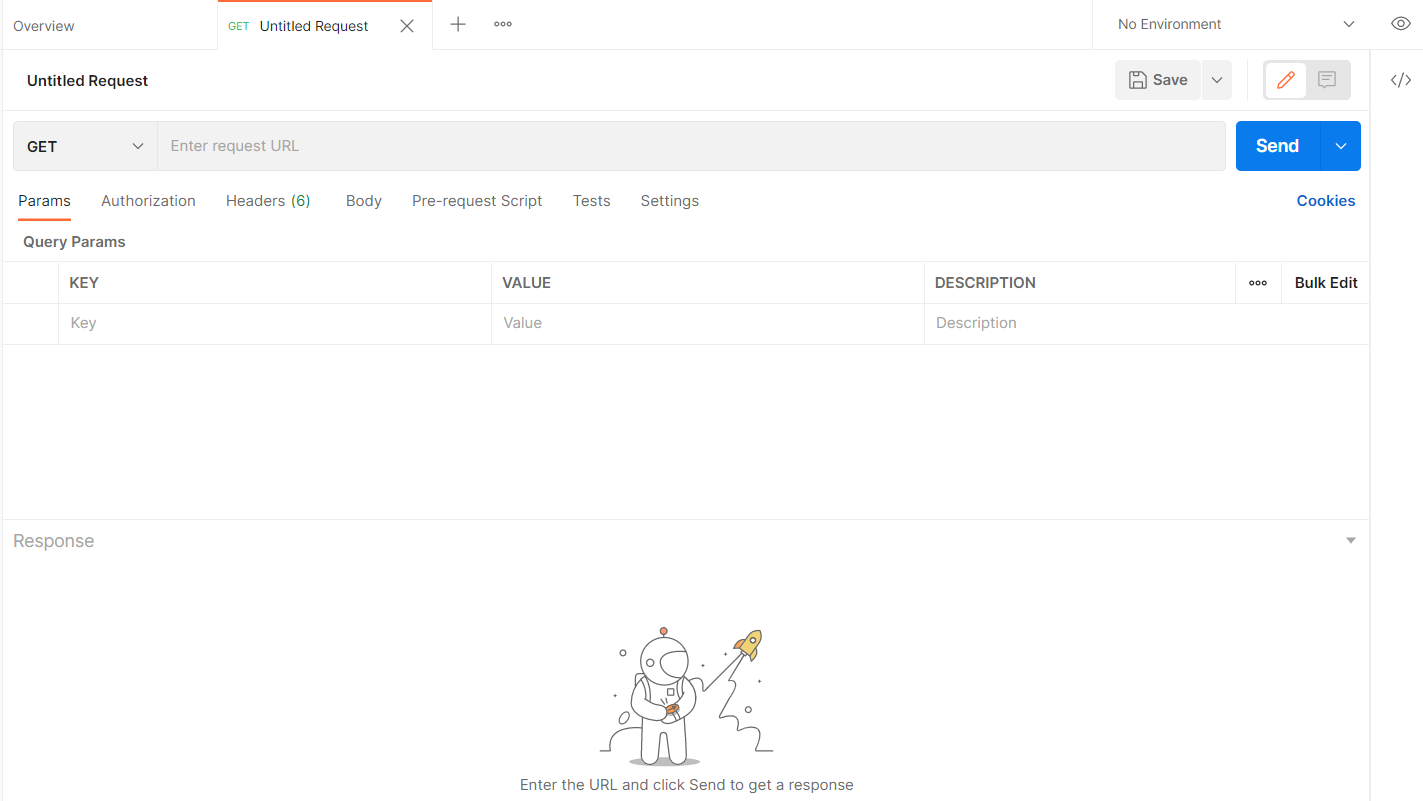 Overview GET Untitled Request No Environment
Untitled Request Save
GET Enter request URL Send
Params Authorization Headers (6) Body Pre-request Script Tests Settings Cookies
Query Params
KEY VALUE DESCRIPTION Bulk Edit
Key Value Description
Response
Enter the URL and click Send to get a response